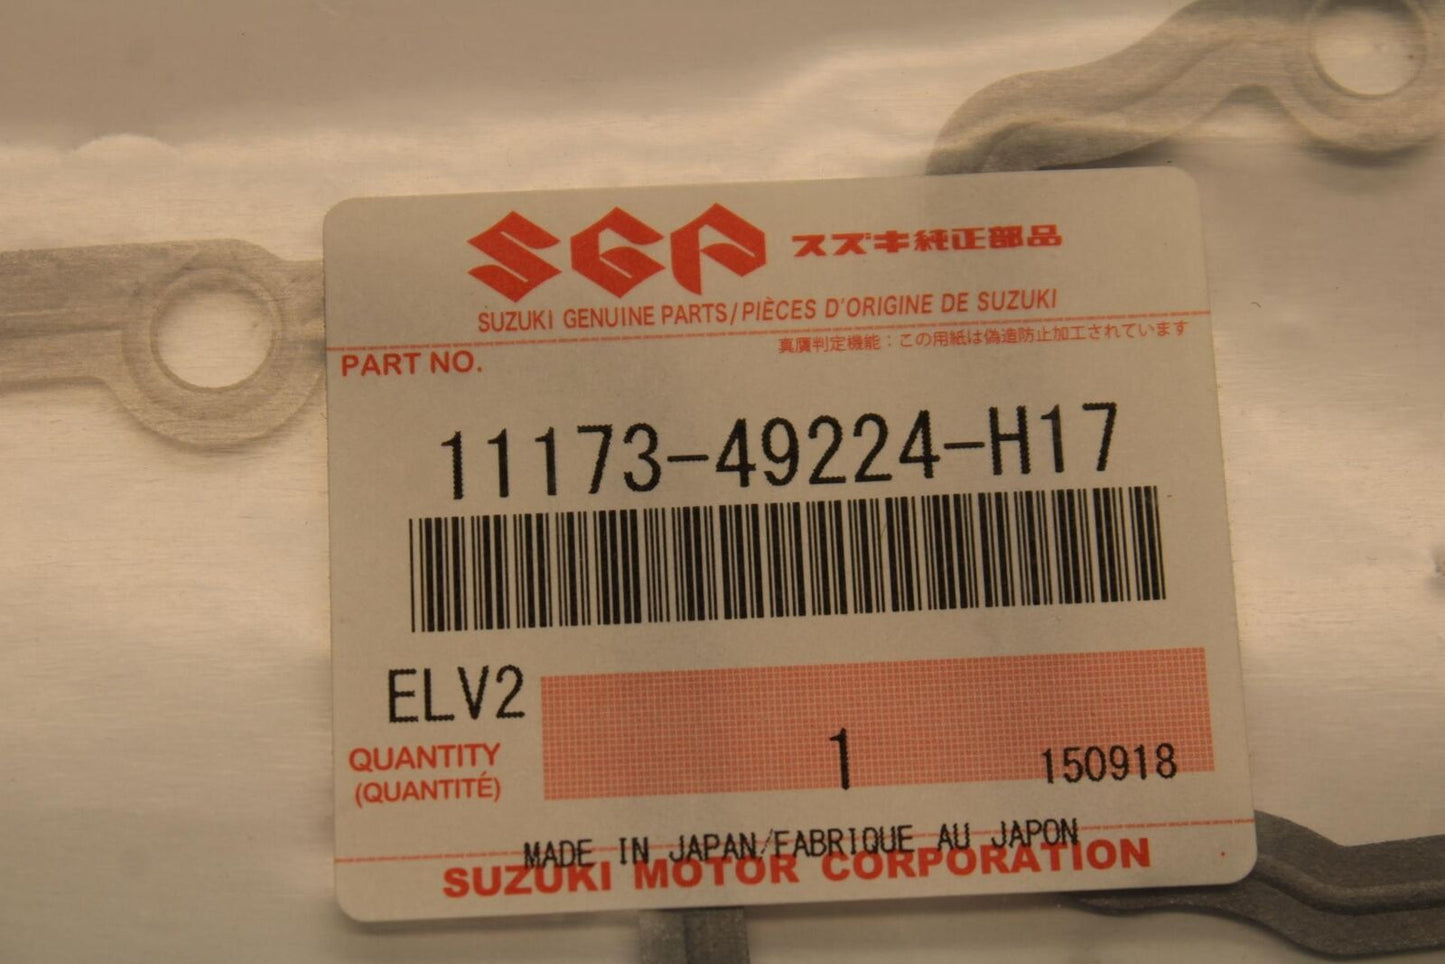 SGP スズキ純正部品
SUZUKI GENUINE PARTS/PIÈCES D'ORIGINE DE SUZUKI
真贋判定機能：この用紙は偽造防止加工されています
PART NO.
11173-49224-H17
ELV2
QUANTITY
(QUANTITÉ)
1
150918
MADE IN JAPAN/FABRIQUE AU JAPON
SUZUKI MOTOR CORPORATION